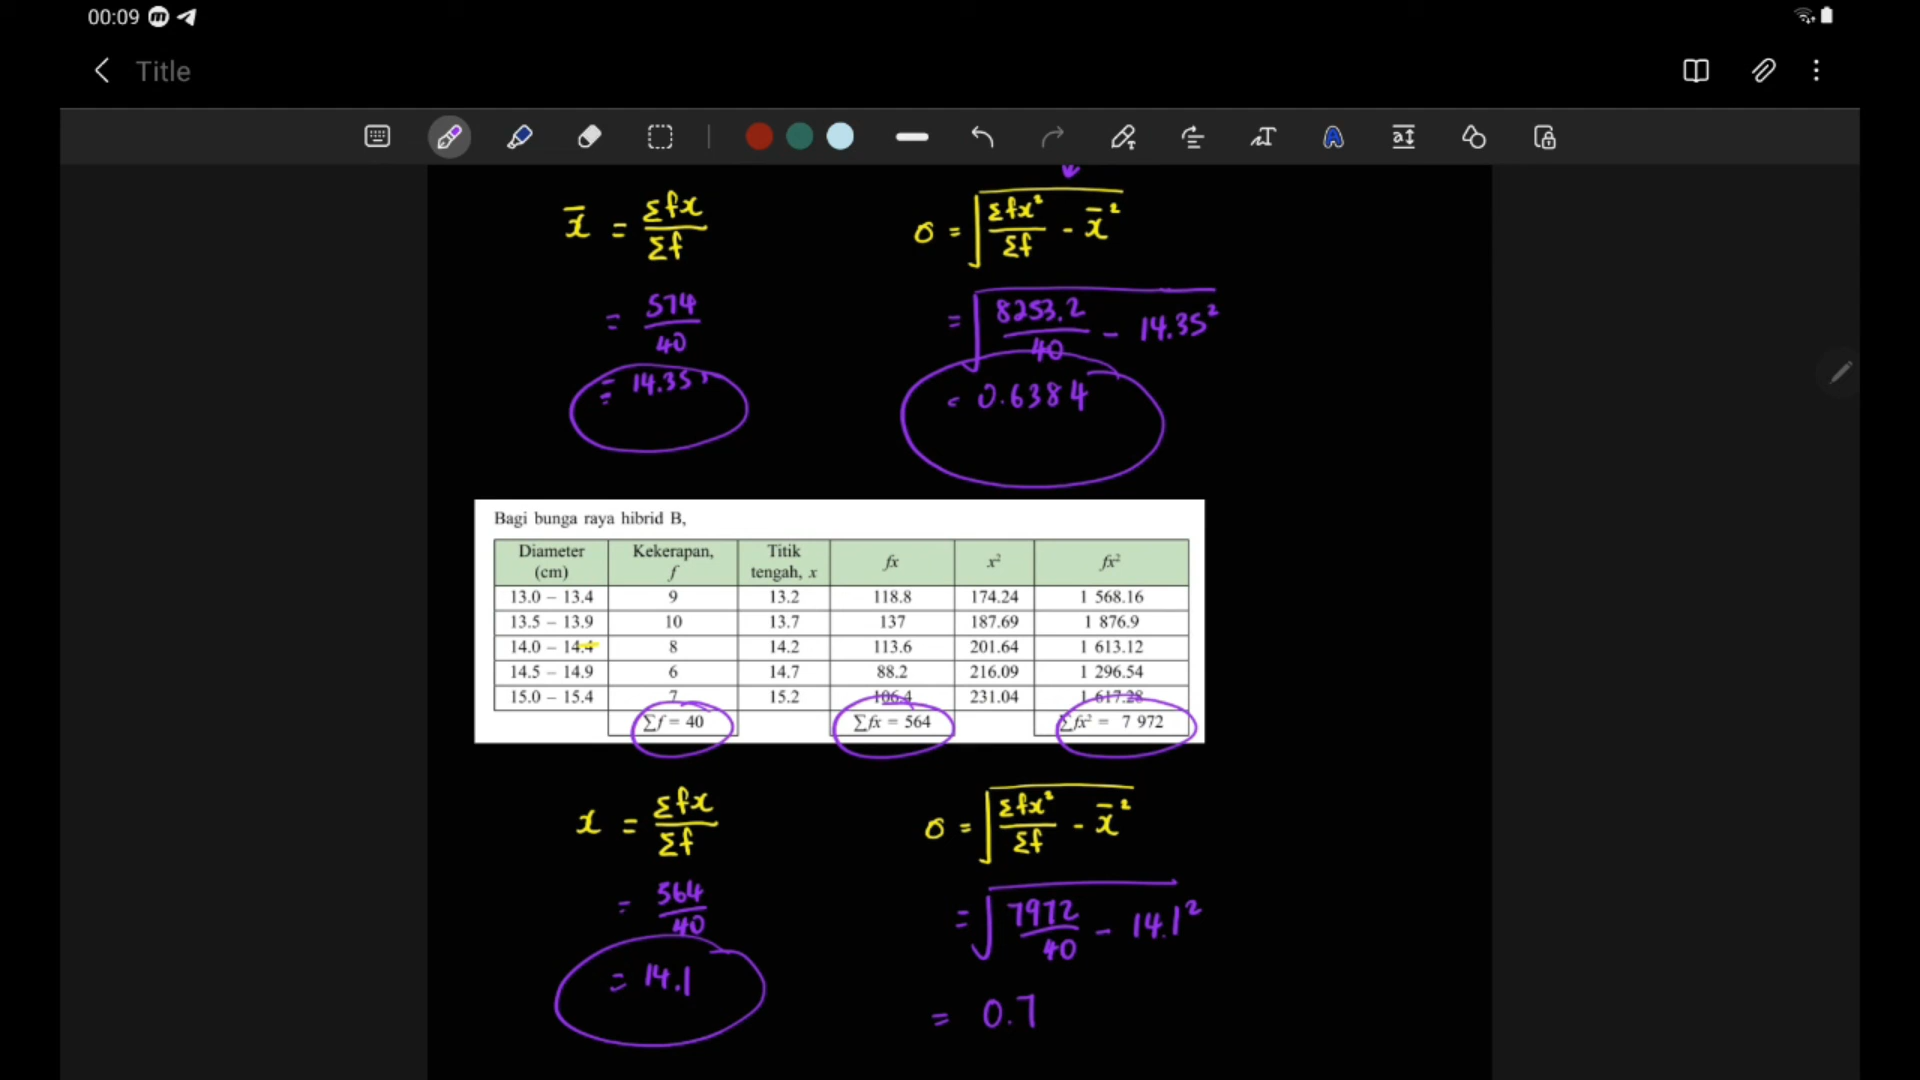 00:09
Title
x̄ = Σfx / Σf
σ = √(Σfx² / Σf - x̄²)
= 574 / 40
= √(8253.2 / 40 - 14.35²)
= 14.35
= 0.6384
Bagi bunga raya hibrid B,
Diameter (cm) Kekerapan, f Titik tengah, x fx x² fx²
13.0 – 13.4 9 13.2 118.8 174.24 1 568.16
13.5 – 13.9 10 13.7 137 187.69 1 876.9
14.0 – 14.4 8 14.2 113.6 201.64 1 613.12
14.5 – 14.9 6 14.7 88.2 216.09 1 296.54
15.0 – 15.4 7 15.2 106.4 231.04 1 617.28
∑f = 40 ∑fx = 564 ∑fx² = 7 972
x = Σfx / Σf
σ = √(Σfx² / Σf - x̄²)
= 564 / 40
= √(7972 / 40 - 14.1²)
= 14.1
= 0.7